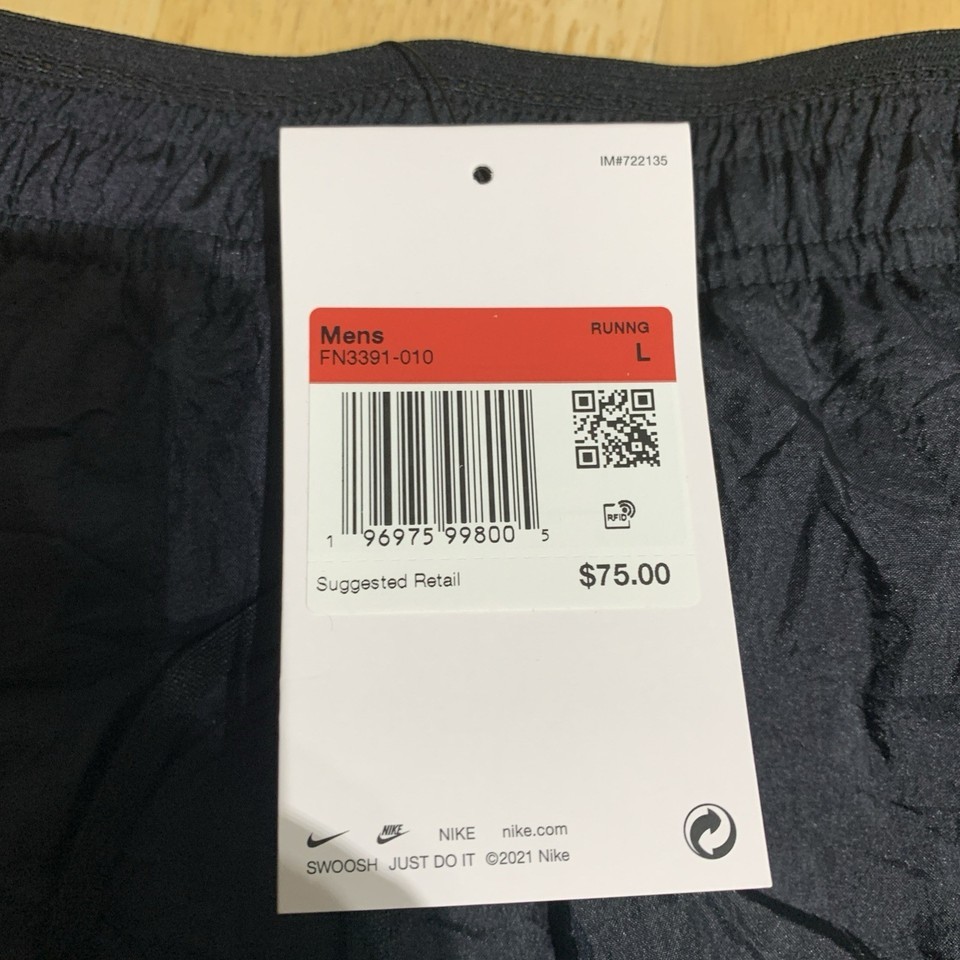 IM#722135
Mens RUNNG
FN3391-010 L
1 96975 99800 5
RFID
Suggested Retail $75.00
NIKE NIKE nike.com
SWOOSH JUST DO IT ©2021 Nike